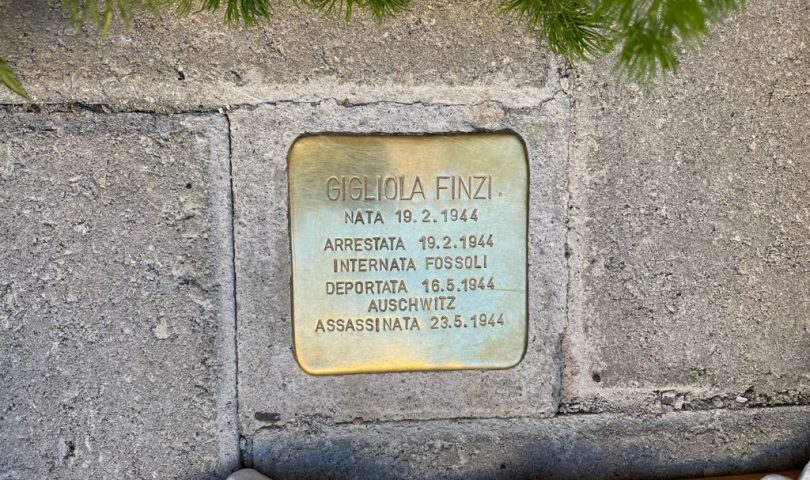 GIGLIOLA FINZI
NATA 19.2.1944
ARRESTATA 19.2.1944
INTERNATA FOSSOLI
DEPORTATA 16.5.1944
AUSCHWITZ
ASSASSINATA 23.5.1944